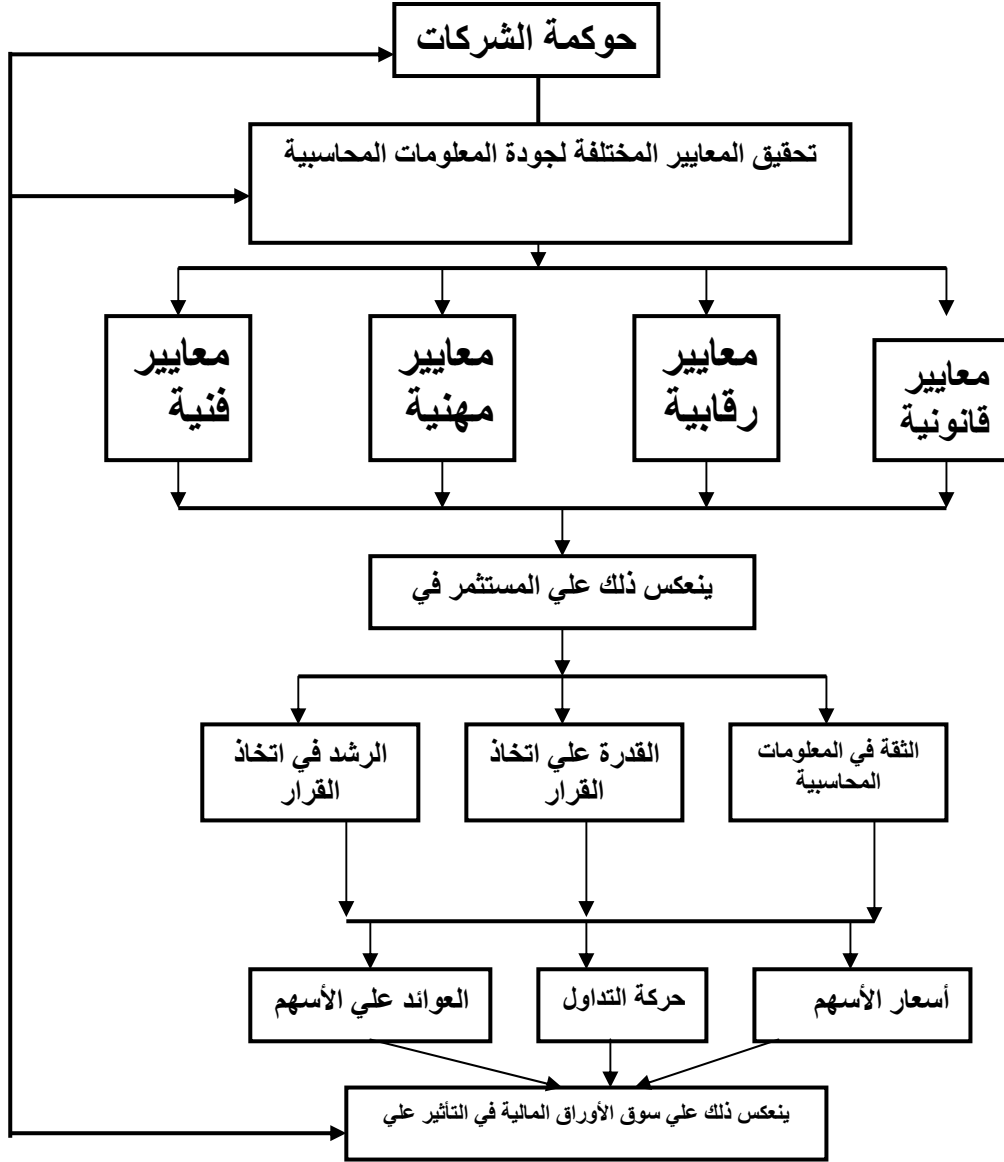 حوكمة الشركات
تحقيق المعايير المختلفة لجودة المعلومات المحاسبية
معايير
قانونية
معايير
رقابية
معايير
مهنية
معايير
فنية
ينعكس ذلك علي المستثمر في
الثقة في المعلومات
المحاسبية
القدرة علي اتخاذ
القرار
الرشد في اتخاذ
القرار
أسعار الأسهم
حركة التداول
العوائد علي الأسهم
ينعكس ذلك علي سوق الأوراق المالية في التأثير علي